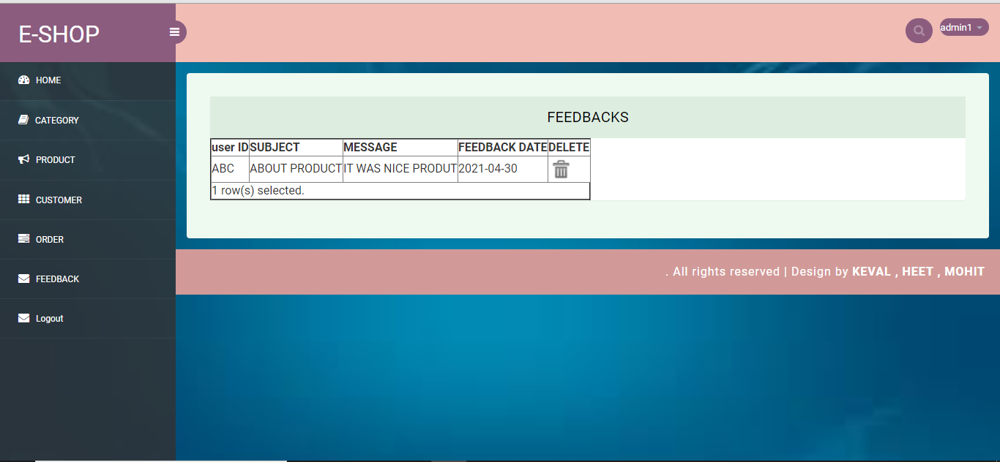 E-SHOP
admin1
HOME
CATEGORY
PRODUCT
CUSTOMER
ORDER
FEEDBACK
Logout
FEEDBACKS
user ID SUBJECT MESSAGE FEEDBACK DATE DELETE
ABC ABOUT PRODUCT IT WAS NICE PRODUT 2021-04-30
1 row(s) selected.
. All rights reserved | Design by KEVAL , HEET , MOHIT